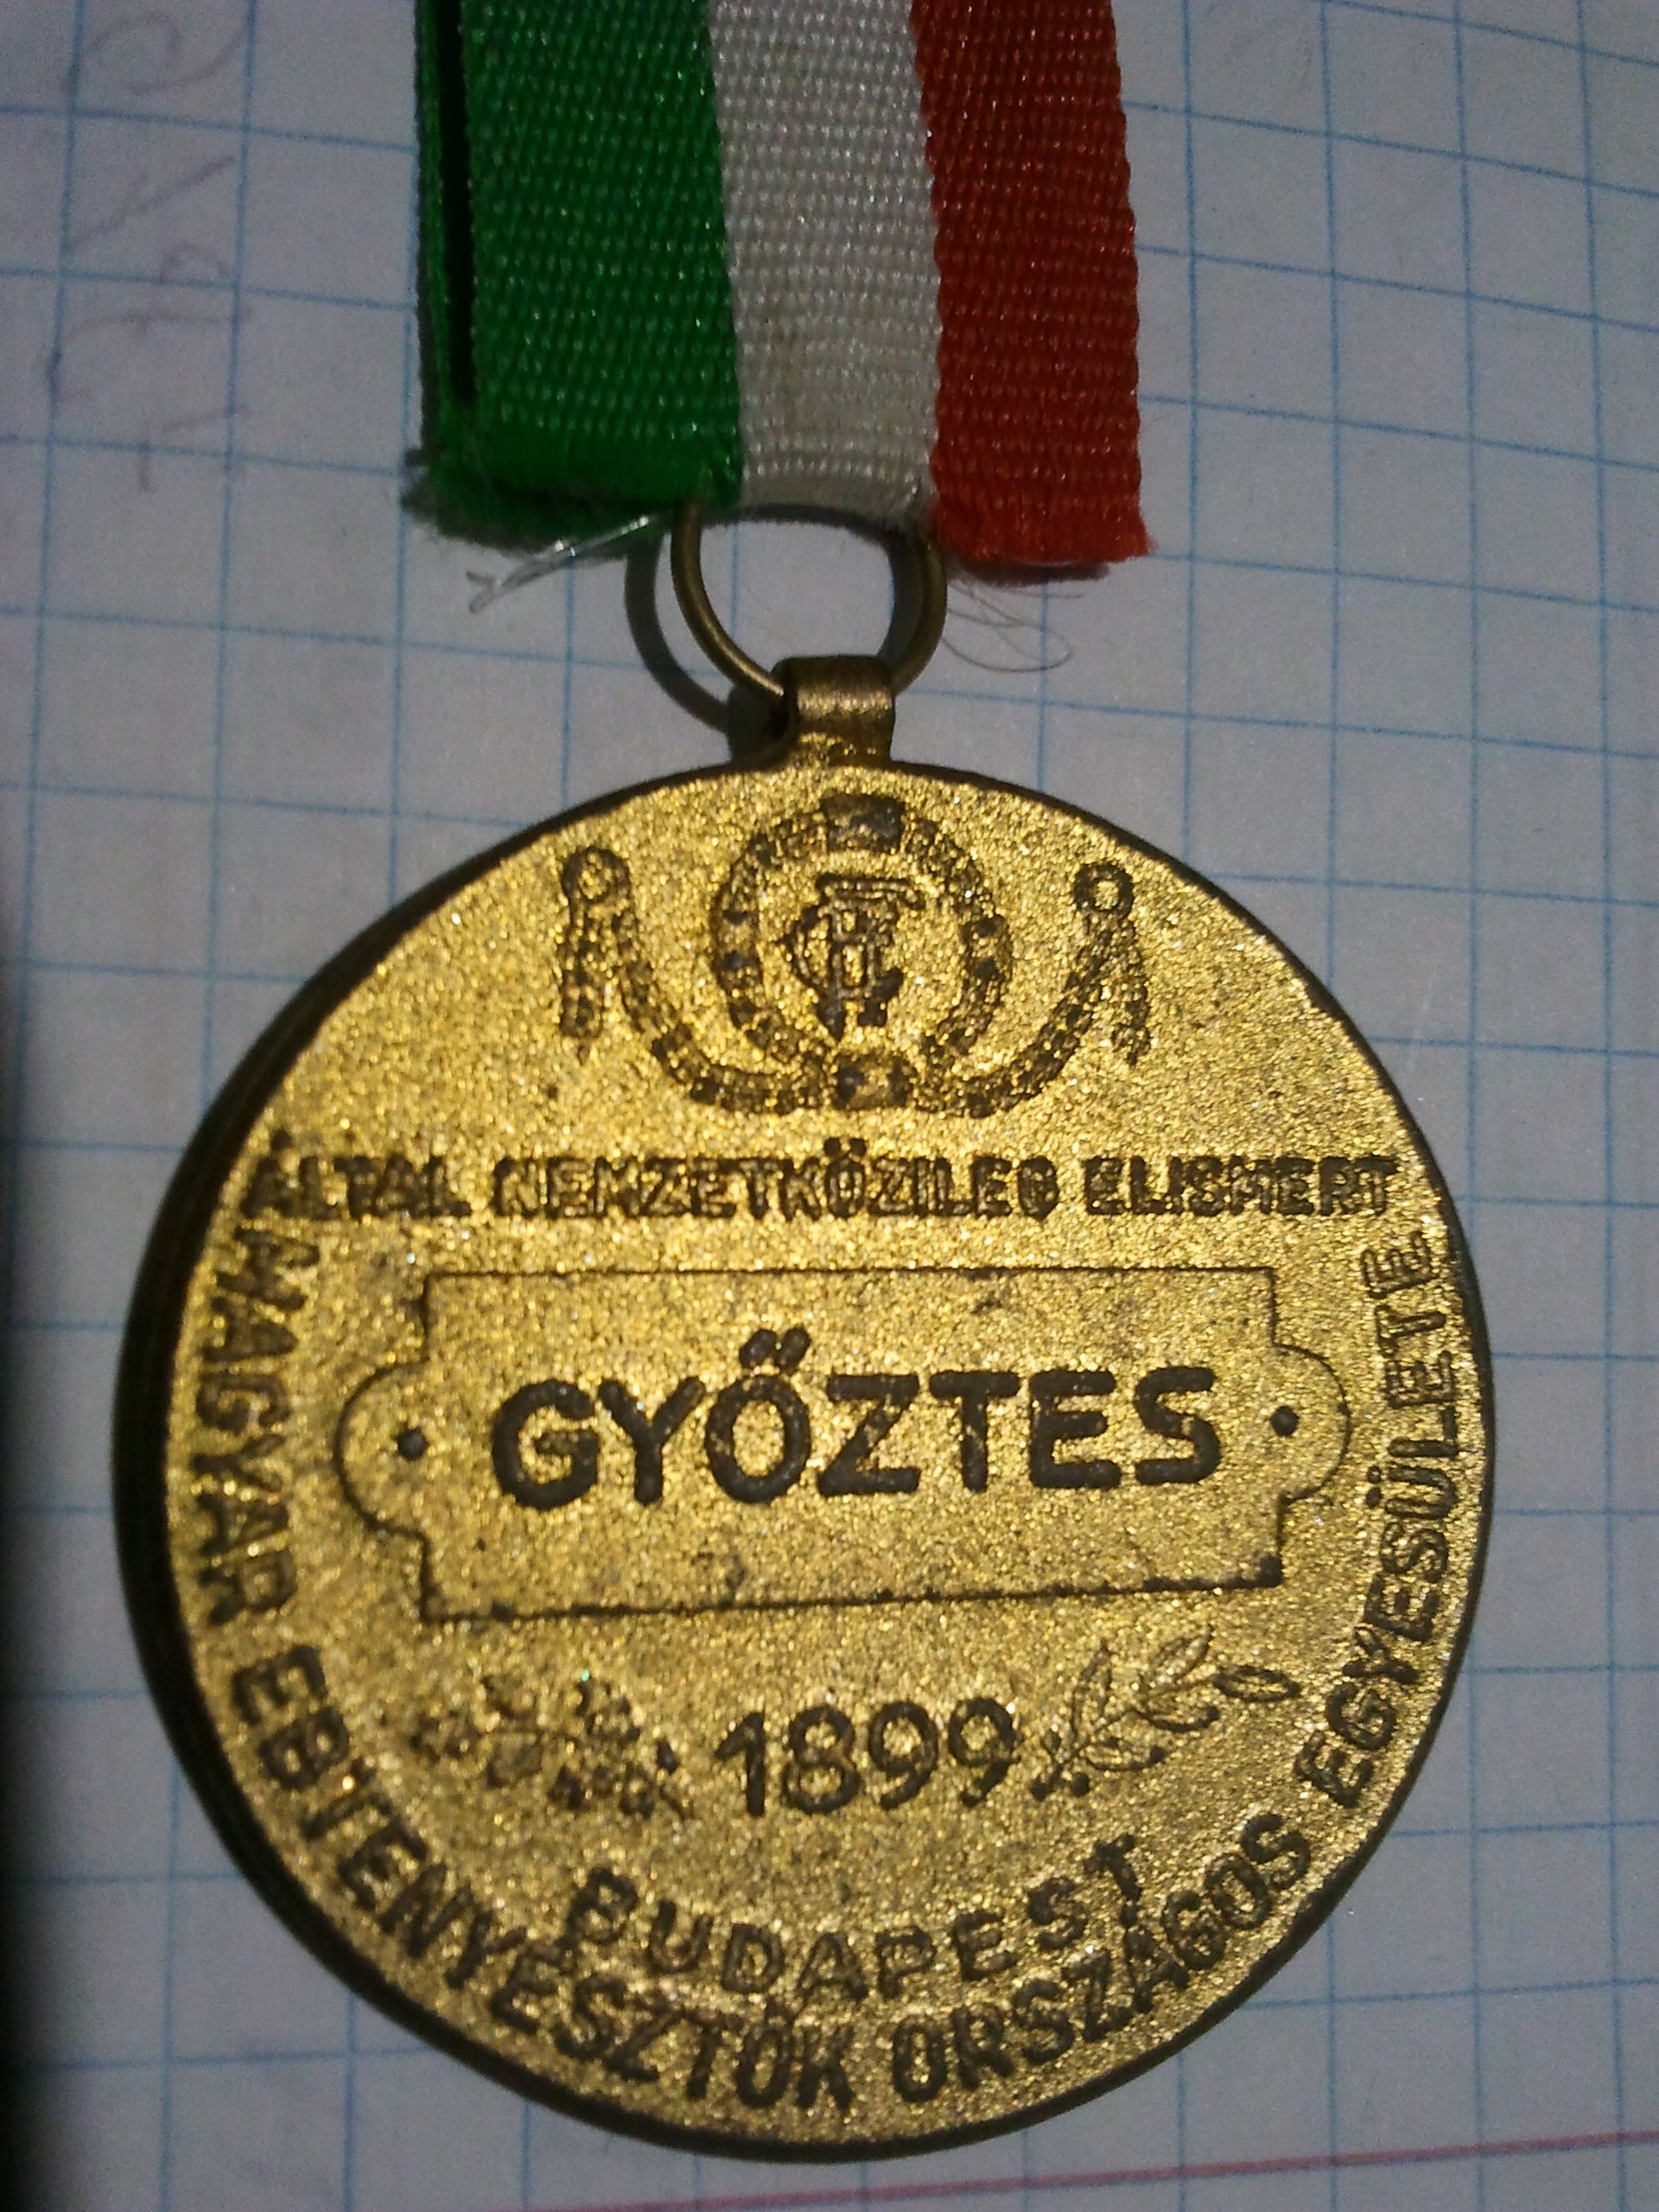 ÁLTAL NEMZETKÖZILEG ELISMERT
GYŐZTES
1899
BUDAPEST
A MAGYAR EBTENYÉSZTŐK ORSZÁGOS EGYESÜLETE